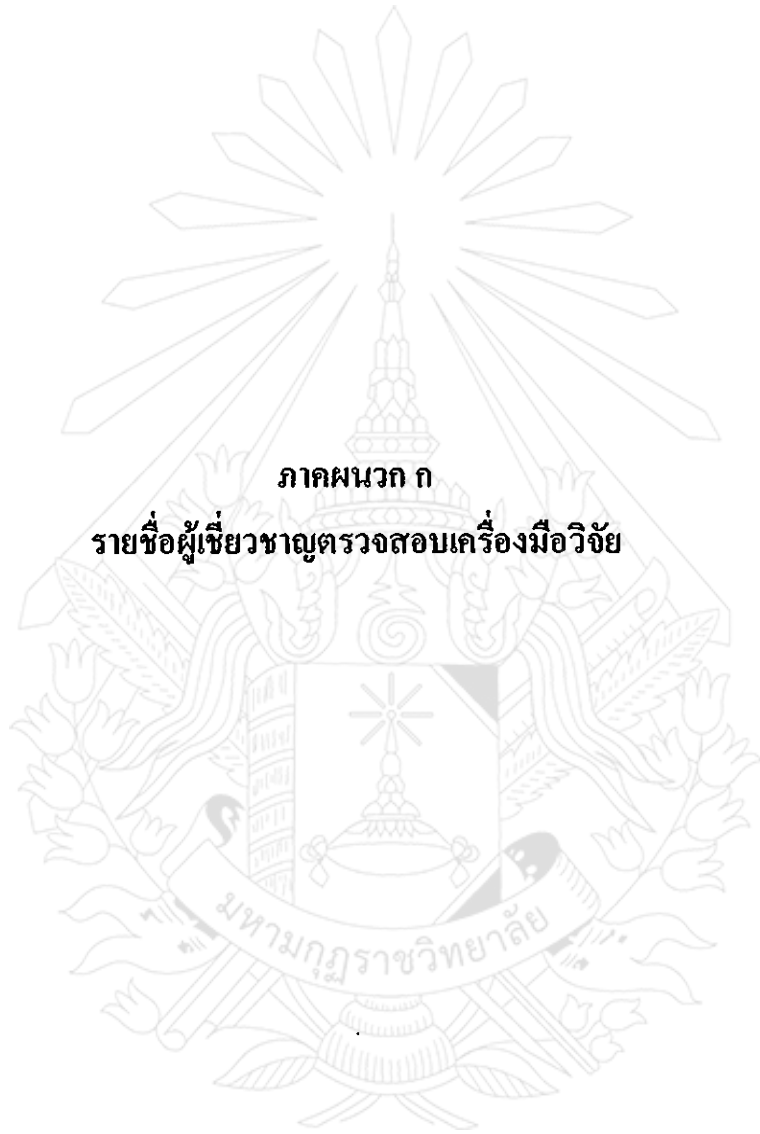 ภาคผนวก ก
รายชื่อผู้เชี่ยวชาญตรวจสอบเครื่องมือวิจัย
มหามกุฏราชวิทยาลัย